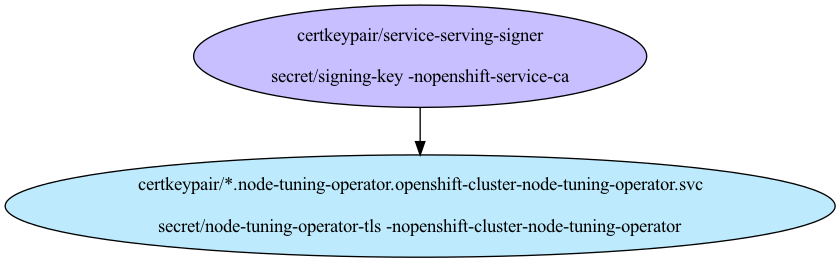 certkeypair/service-serving-signer
secret/signing-key -nopenshift-service-ca
certkeypair/*.node-tuning-operator.openshift-cluster-node-tuning-operator.svc
secret/node-tuning-operator-tls -nopenshift-cluster-node-tuning-operator